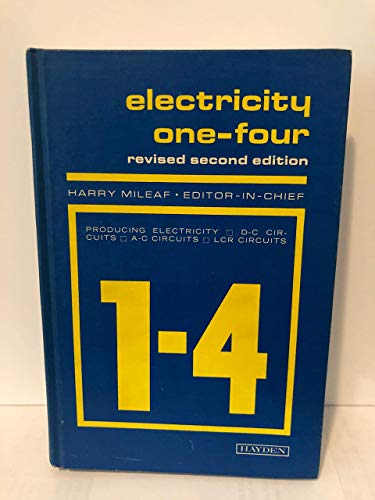 electricity
one-four
revised second edition
HARRY MILEAF · EDITOR-IN-CHIEF
PRODUCING ELECTRICITY □ D-C CIR-
CUITS □ A-C CIRCUITS □ LCR CIRCUITS
1-4
HAYDEN